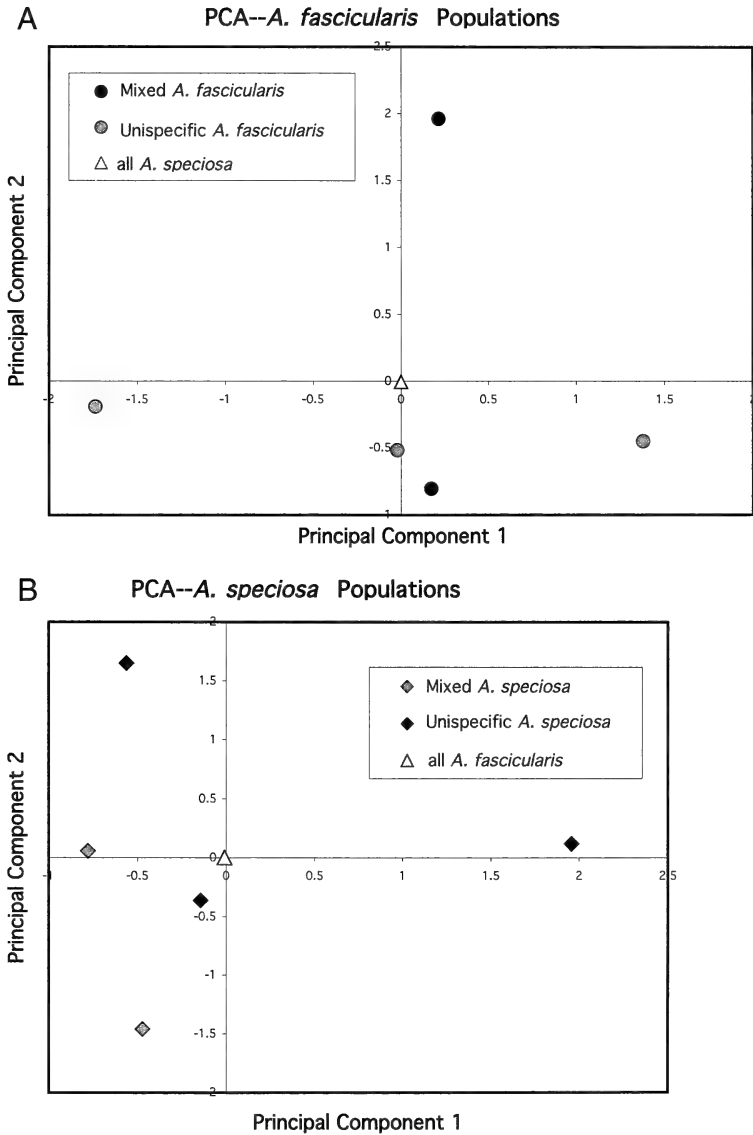 A
PCA--A. fascicularis Populations
Mixed A. fascicularis
Unispecific A. fascicularis
all A. speciosa
Principal Component 2
2.5
2
1.5
1
0.5
0
-0.5
-1
-2 -1.5 -1 -0.5 0 0.5 1 1.5 2
Principal Component 1
B
PCA--A. speciosa Populations
Mixed A. speciosa
Unispecific A. speciosa
all A. fascicularis
Principal Component 2
2
1.5
1
0.5
0
-0.5
-1
-1.5
-2
-1 -0.5 0 0.5 1 1.5 2 2.5
Principal Component 1